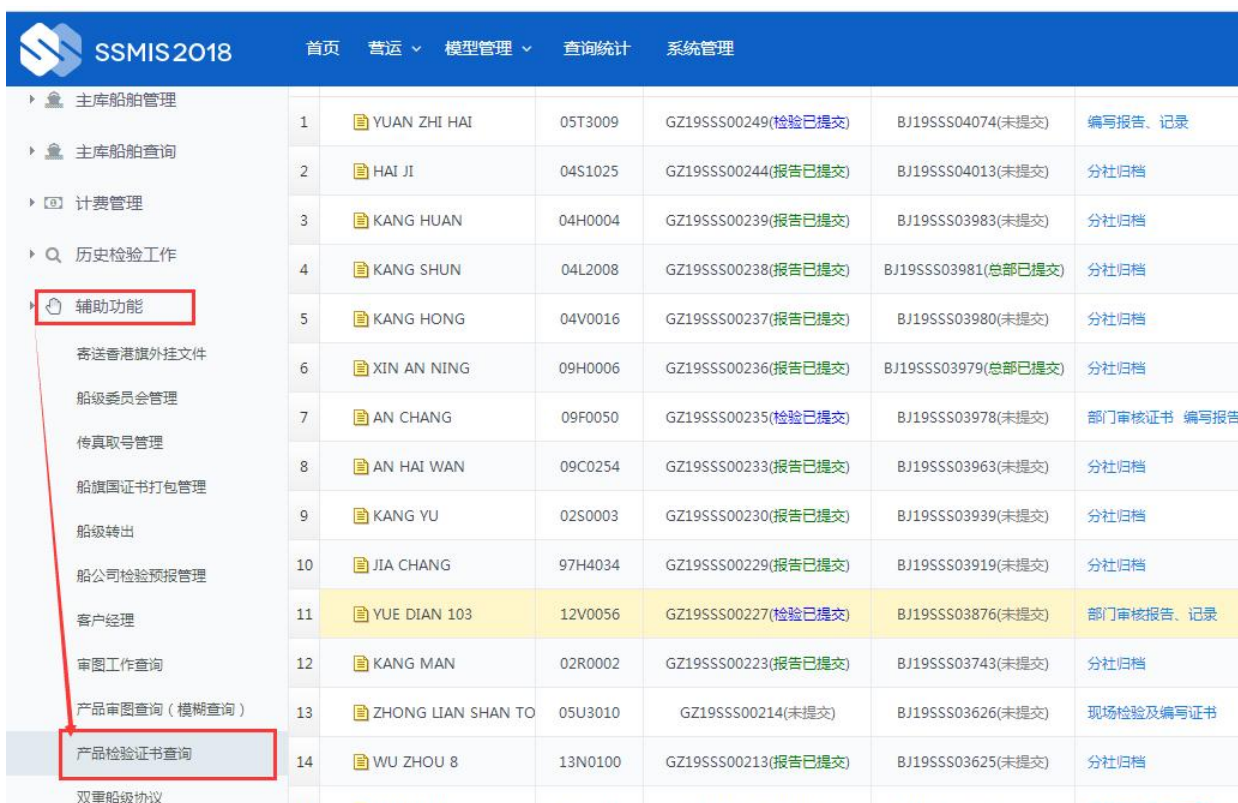 SSMIS2018 首页 营运 模型管理 查询统计 系统管理
主库船舶管理
主库船舶查询
计费管理
历史检验工作
辅助功能
寄送香港旗外挂文件
船级委员会管理
传真取号管理
船旗国证书打包管理
船级转出
船公司检验预报管理
客户经理
审图工作查询
产品审图查询（模糊查询）
产品检验证书查询
双重船级协议
1 YUAN ZHI HAI 05T3009 GZ19SSS00249(检验已提交) BJ19SSS04074(未提交) 编写报告、记录
2 HAI JI 04S1025 GZ19SSS00244(报告已提交) BJ19SSS04013(未提交) 分社归档
3 KANG HUAN 04H0004 GZ19SSS00239(报告已提交) BJ19SSS03983(未提交) 分社归档
4 KANG SHUN 04L2008 GZ19SSS00238(报告已提交) BJ19SSS03981(总部已提交) 分社归档
5 KANG HONG 04V0016 GZ19SSS00237(报告已提交) BJ19SSS03980(未提交) 分社归档
6 XIN AN NING 09H0006 GZ19SSS00236(报告已提交) BJ19SSS03979(总部已提交) 分社归档
7 AN CHANG 09F0050 GZ19SSS00235(检验已提交) BJ19SSS03978(未提交) 部门审核证书 编写报告
8 AN HAI WAN 09C0254 GZ19SSS00233(报告已提交) BJ19SSS03963(未提交) 分社归档
9 KANG YU 02S0003 GZ19SSS00230(报告已提交) BJ19SSS03939(未提交) 分社归档
10 JIA CHANG 97H4034 GZ19SSS00229(报告已提交) BJ19SSS03919(未提交) 分社归档
11 YUE DIAN 103 12V0056 GZ19SSS00227(检验已提交) BJ19SSS03876(未提交) 部门审核报告、记录
12 KANG MAN 02R0002 GZ19SSS00223(报告已提交) BJ19SSS03743(未提交) 分社归档
13 ZHONG LIAN SHAN TO 05U3010 GZ19SSS00214(未提交) BJ19SSS03626(未提交) 现场检验及编写证书
14 WU ZHOU 8 13N0100 GZ19SSS00213(报告已提交) BJ19SSS03625(未提交) 分社归档